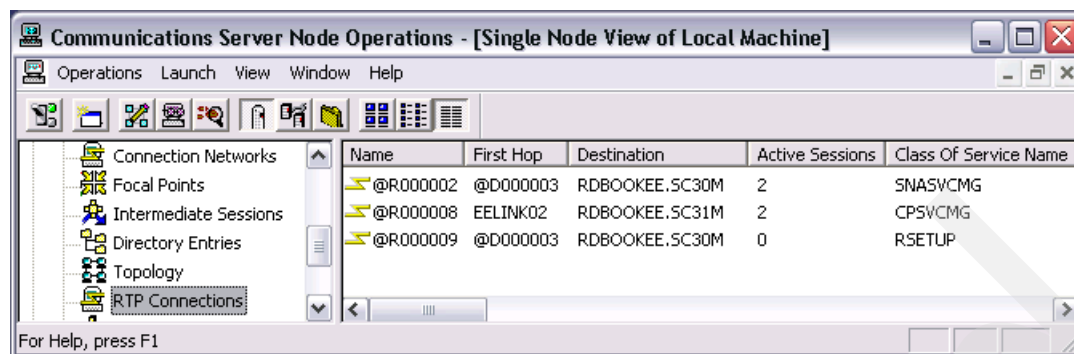 Communications Server Node Operations - [Single Node View of Local Machine]
Operations Launch View Window Help
Connection Networks
Focal Points
Intermediate Sessions
Directory Entries
Topology
RTP Connections
Name First Hop Destination Active Sessions Class Of Service Name
@R000002 @D000003 RDBOOKEE.SC30M 2 SNASVCMG
@R000008 EELINK02 RDBOOKEE.SC31M 2 CPSVCMG
@R000009 @D000003 RDBOOKEE.SC30M 0 RSETUP
For Help, press F1